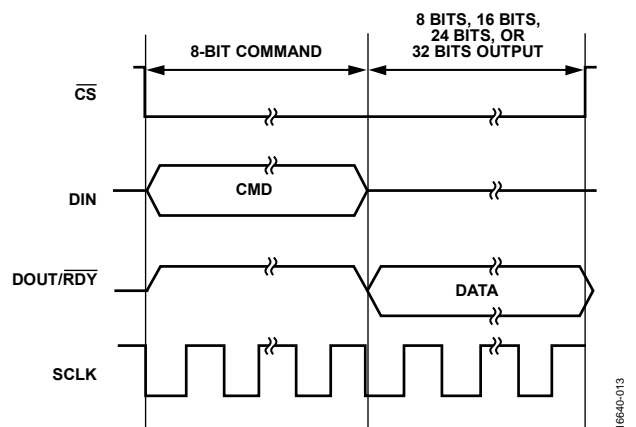 8 BITS, 16 BITS,
24 BITS, OR
32 BITS OUTPUT
8-BIT COMMAND
CS
DIN
CMD
DOUT/RDY
DATA
SCLK
16640-013